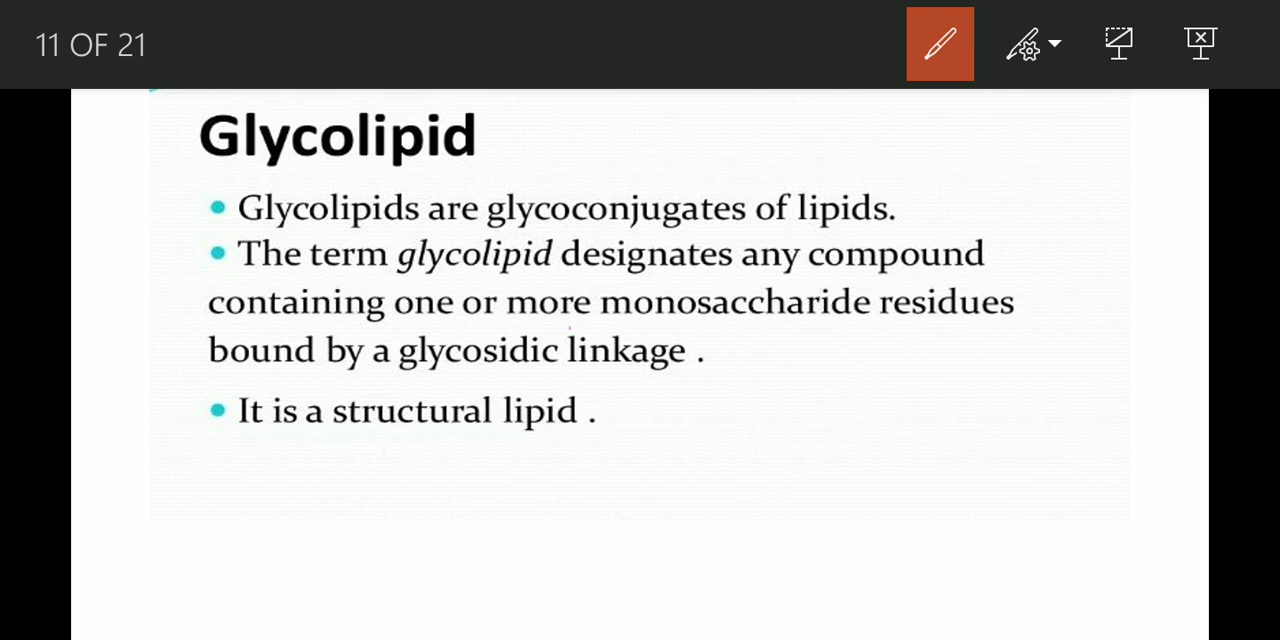 11 OF 21
Glycolipid
• Glycolipids are glycoconjugates of lipids.
• The term glycolipid designates any compound
containing one or more monosaccharide residues
bound by a glycosidic linkage .
• It is a structural lipid .